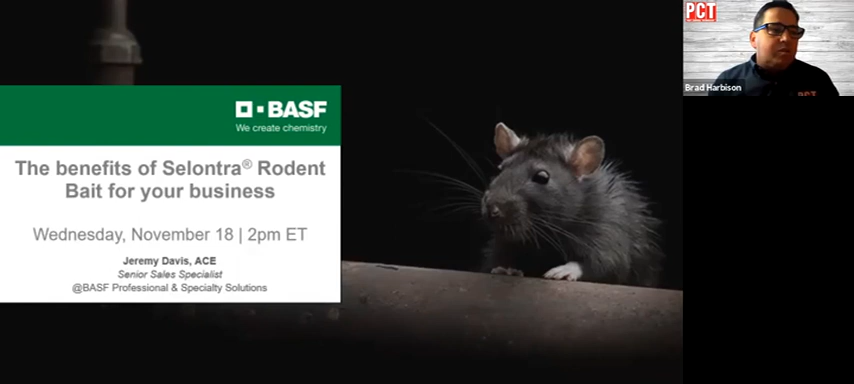 BASF
We create chemistry
The benefits of Selontra® Rodent
Bait for your business
Wednesday, November 18 | 2pm ET
Jeremy Davis, ACE
Senior Sales Specialist
@BASF Professional & Specialty Solutions
PCT
Brad Harbison
PCT